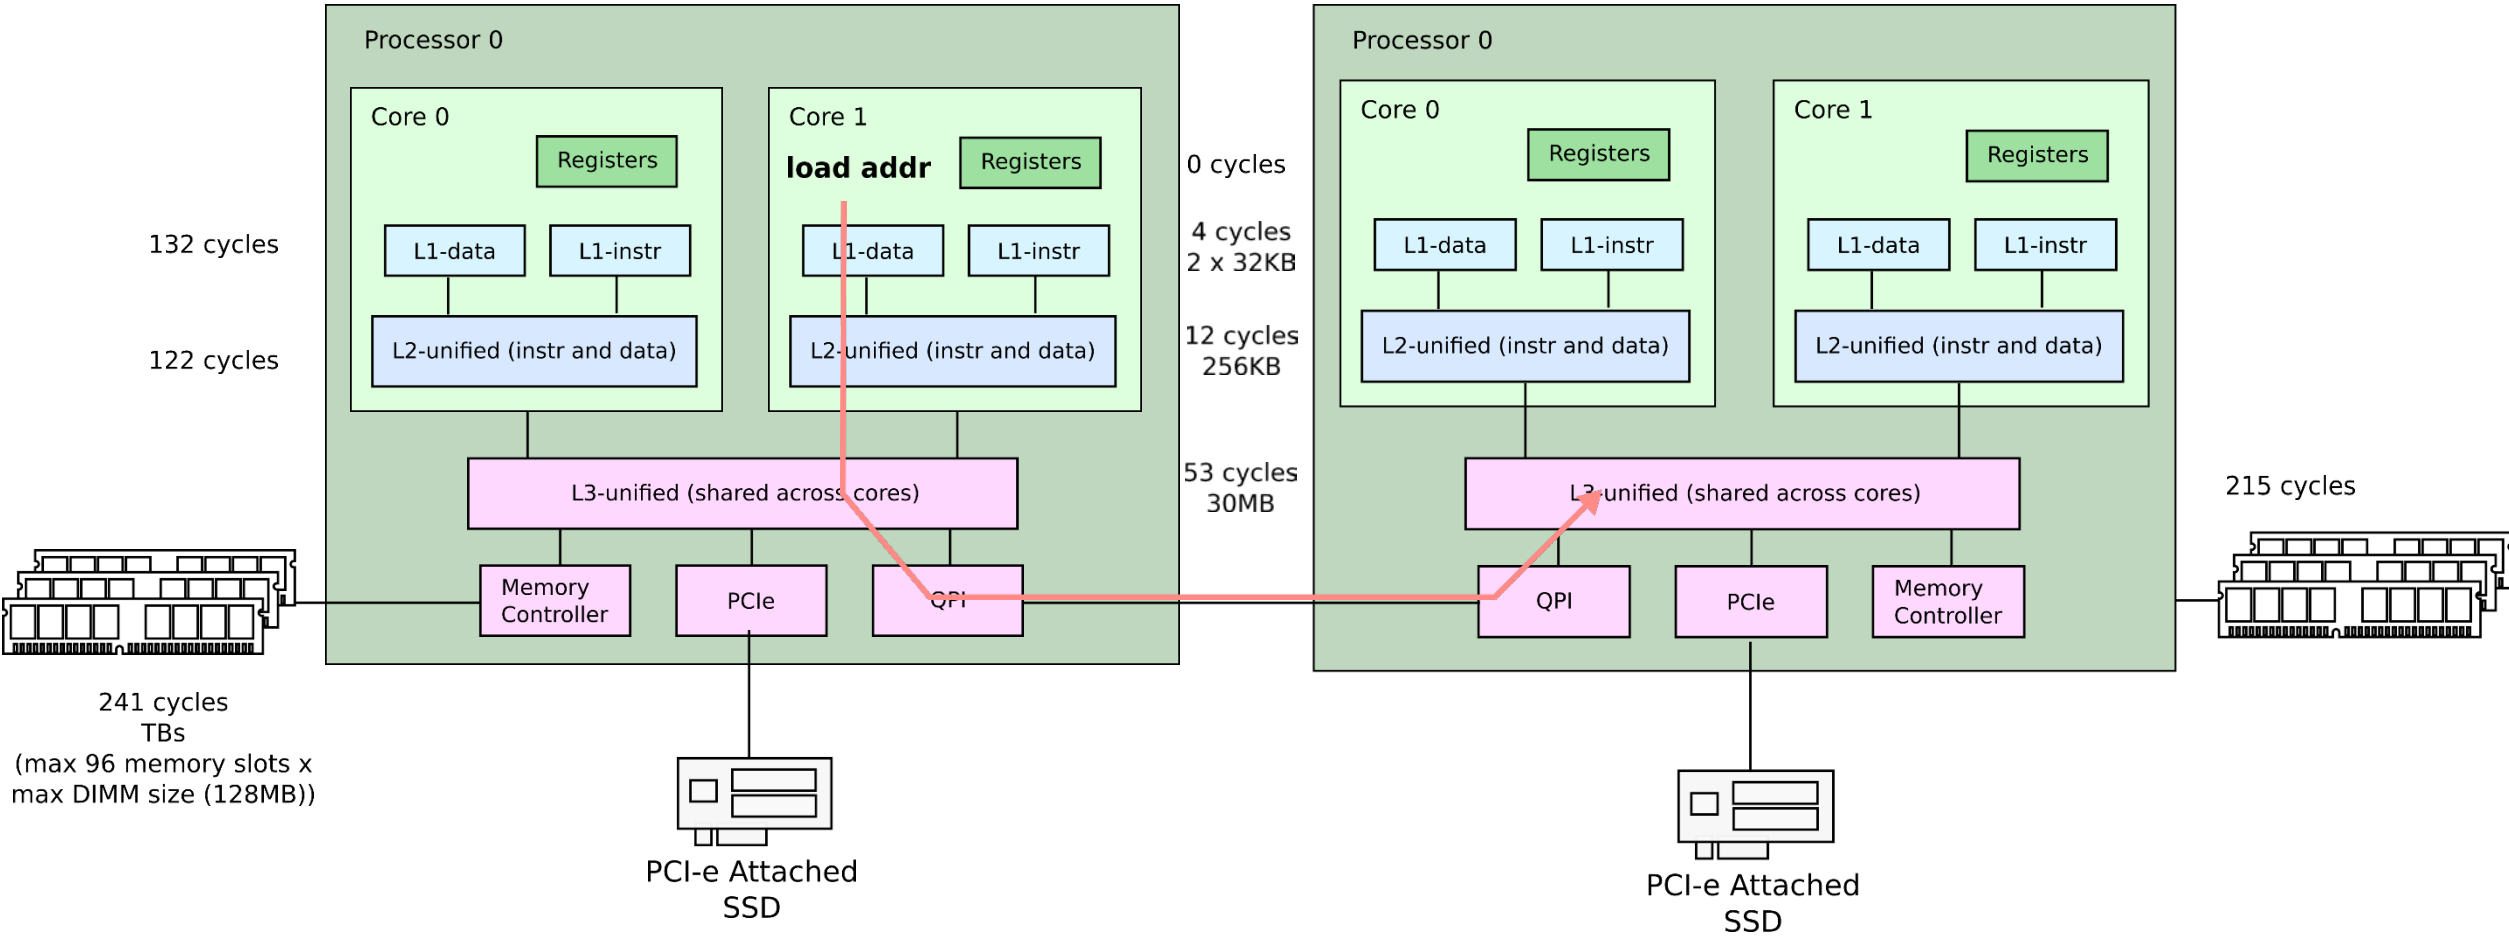 Processor 0
Core 0
Registers
L1-data
L1-instr
L2-unified (instr and data)
Core 1
load addr
Registers
L1-data
L1-instr
L2-unified (instr and data)
L3-unified (shared across cores)
Memory
Controller
PCIe
QPI
132 cycles
122 cycles
241 cycles
TBs
(max 96 memory slots x
max DIMM size (128MB))
PCI-e Attached
SSD
0 cycles
4 cycles
2 x 32KB
12 cycles
256KB
53 cycles
30MB
Processor 0
Core 0
Registers
L1-data
L1-instr
L2-unified (instr and data)
Core 1
Registers
L1-data
L1-instr
L2-unified (instr and data)
L3-unified (shared across cores)
QPI
PCIe
Memory
Controller
215 cycles
PCI-e Attached
SSD